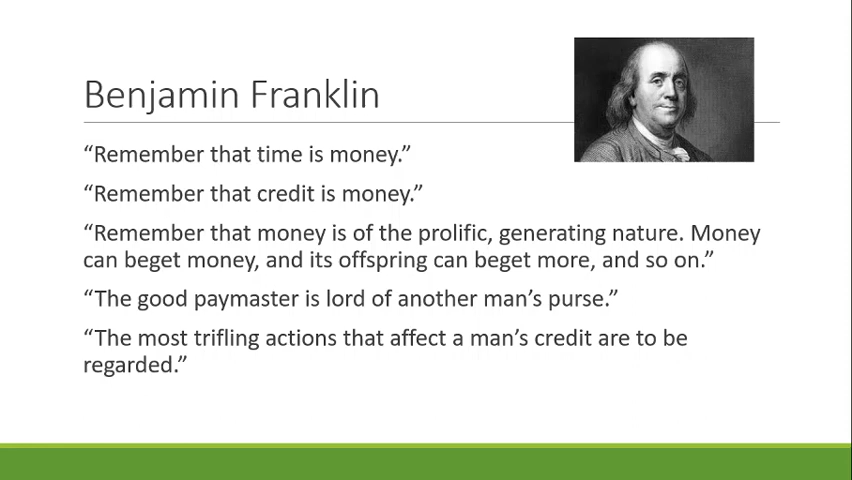 Benjamin Franklin
“Remember that time is money.”
“Remember that credit is money.”
“Remember that money is of the prolific, generating nature. Money
can beget money, and its offspring can beget more, and so on.”
“The good paymaster is lord of another man’s purse.”
“The most trifling actions that affect a man’s credit are to be
regarded.”